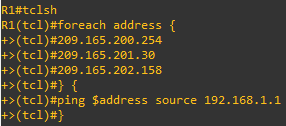 R1#tclsh
R1(tcl)#foreach address {
+>(tcl)#209.165.200.254
+>(tcl)#209.165.201.30
+>(tcl)#209.165.202.158
+>(tcl)#} {
+>(tcl)#ping $address source 192.168.1.1
+>(tcl)#}